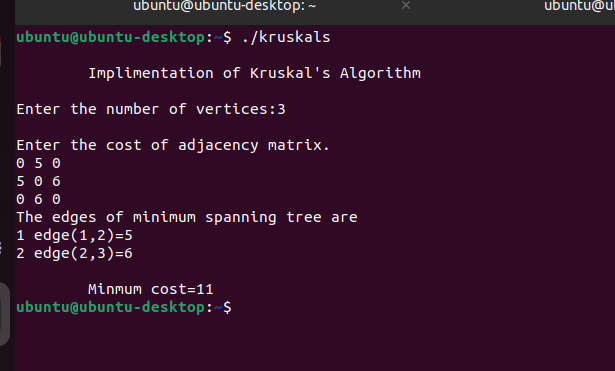 ubuntu@ubuntu-desktop: ~ × ubuntu@u
ubuntu@ubuntu-desktop:~$ ./kruskals
Implimentation of Kruskal's Algorithm
Enter the number of vertices:3
Enter the cost of adjacency matrix.
0 5 0
5 0 6
0 6 0
The edges of minimum spanning tree are
1 edge(1,2)=5
2 edge(2,3)=6
Minmum cost=11
ubuntu@ubuntu-desktop:~$